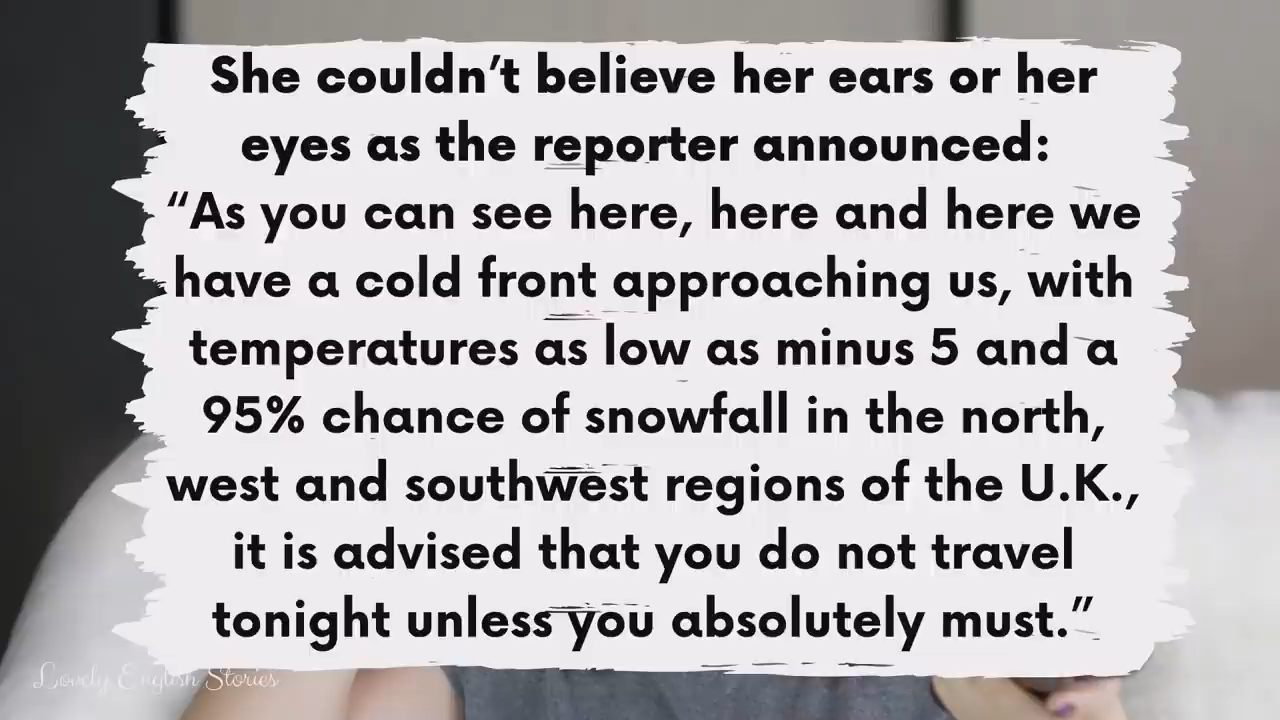 She couldn’t believe her ears or her
eyes as the reporter announced:
“As you can see here, here and here we
have a cold front approaching us, with
temperatures as low as minus 5 and a
95% chance of snowfall in the north,
west and southwest regions of the U.K.,
it is advised that you do not travel
tonight unless you absolutely must.”
Lovely English Stories